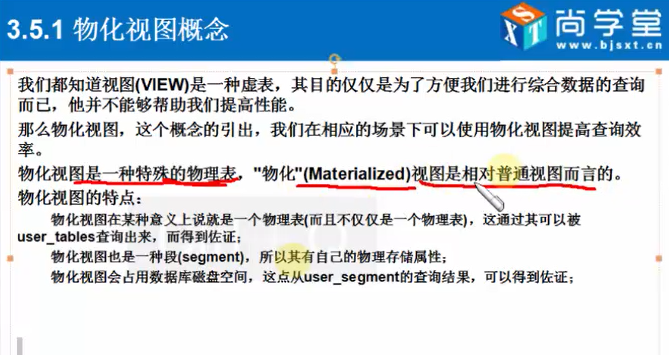 3.5.1 物化视图概念
SXT
尚学堂
www.bjsxt.com
我们都知道视图(VIEW)是一种虚表，其目的仅仅是为了方便我们进行综合数据的查询
而已，他并不能够帮助我们提高性能。
那么物化视图，这个概念的引出，我们在相应的场景下可以使用物化视图提高查询效
率。
物化视图是一种特殊的物理表，"物化"(Materialized)视图是相对普通视图而言的。
物化视图的特点：
物化视图在某种意义上说就是一个物理表(而且不仅仅是一个物理表)，这通过其可以被
user_tables查询出来，而得到佐证；
物化视图也是一种段(segment)，所以其有自己的物理存储属性；
物化视图会占用数据库磁盘空间，这点从user_segment的查询结果，可以得到佐证；